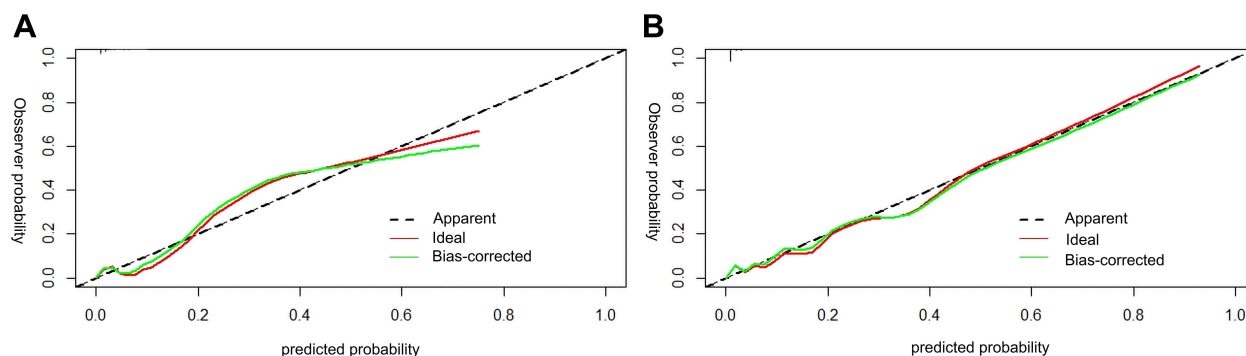 A
1.0
0.8
0.6
0.4
0.2
0.0
Obsserver probability
Apparent
Ideal
Bias-corrected
0.0 0.2 0.4 0.6 0.8 1.0
predicted probability
B
1.0
0.8
0.6
0.4
0.2
0.0
Observer probability
Apparent
Ideal
Bias-corrected
0.0 0.2 0.4 0.6 0.8 1.0
predicted probability